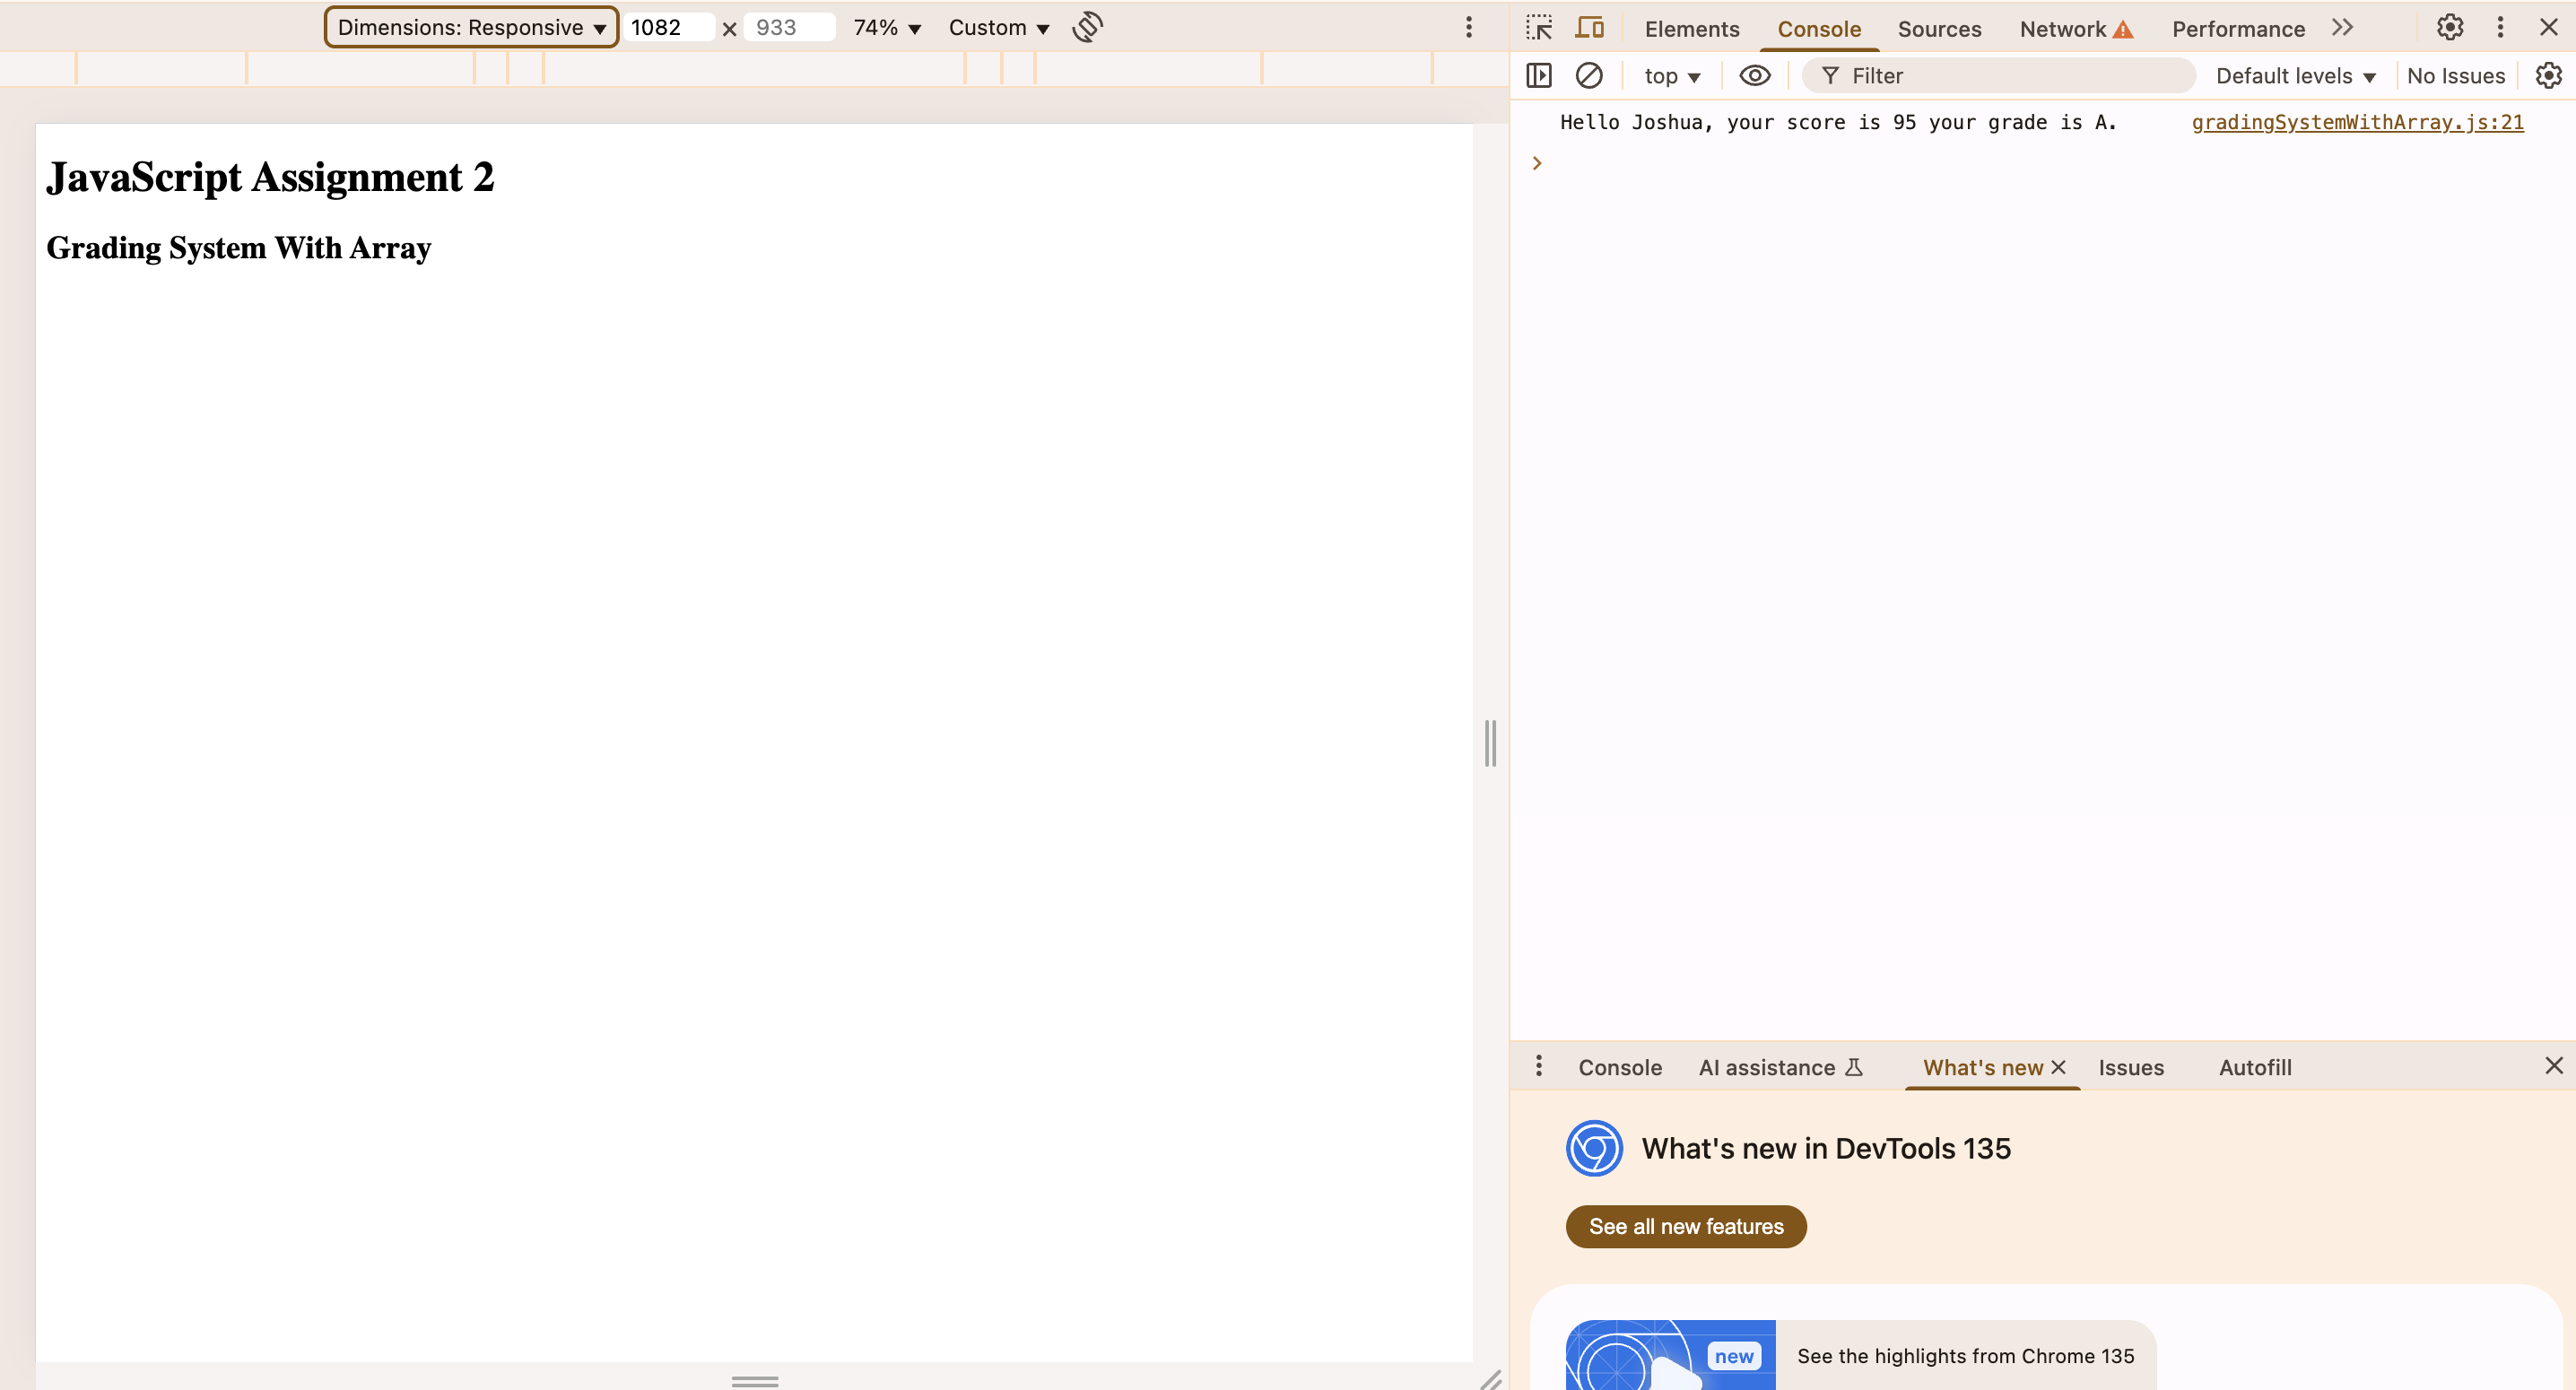 Dimensions: Responsive 1082 × 933 74% Custom
Elements Console Sources Network Performance
top Filter Default levels No Issues
Hello Joshua, your score is 95 your grade is A. gradingSystemWithArray.js:21
JavaScript Assignment 2
Grading System With Array
Console AI assistance What's new Issues Autofill
What's new in DevTools 135
See all new features
new See the highlights from Chrome 135